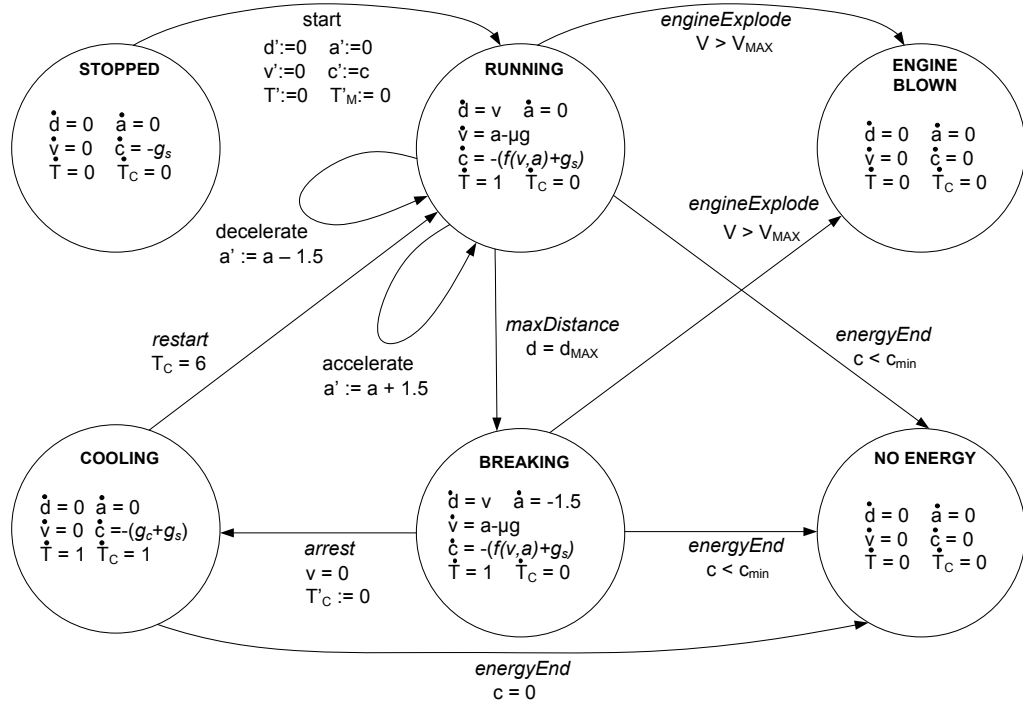 start
d':=0 a':=0
v':=0 c':=c
T':=0 T'M:= 0
engineExplode
V > VMAX
STOPPED
ḋ = 0 ȧ = 0
v̇ = 0 ċ = -gs
Ṫ = 0 ṪC = 0
RUNNING
ḋ = v ȧ = 0
v̇ = a-µg
ċ = -(f(v,a)+gs)
Ṫ = 1 ṪC = 0
ENGINE
BLOWN
ḋ = 0 ȧ = 0
v̇ = 0 ċ = 0
Ṫ = 0 ṪC = 0
engineExplode
V > VMAX
decelerate
a' := a – 1.5
restart
TC = 6
accelerate
a' := a + 1.5
maxDistance
d = dMAX
energyEnd
c < cmin
COOLING
ḋ = 0 ȧ = 0
v̇ = 0 ċ =-(gc+gs)
Ṫ = 1 ṪC = 1
BREAKING
ḋ = v ȧ = -1.5
v̇ = a-µg
ċ = -(f(v,a)+gs)
Ṫ = 1 ṪC = 0
NO ENERGY
ḋ = 0 ȧ = 0
v̇ = 0 ċ = 0
Ṫ = 0 ṪC = 0
arrest
v = 0
T'C := 0
energyEnd
c < cmin
energyEnd
c = 0